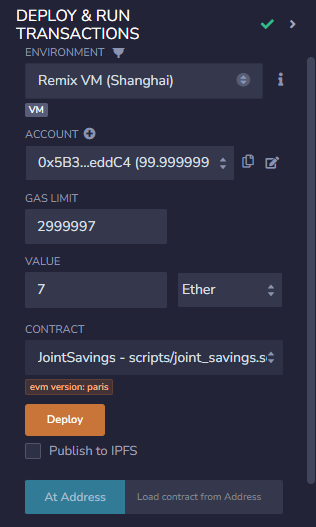 DEPLOY & RUN
TRANSACTIONS
ENVIRONMENT
Remix VM (Shanghai)
VM
ACCOUNT
0x5B3...eddC4 (99.999999
GAS LIMIT
2999997
VALUE
7 Ether
CONTRACT
JointSavings - scripts/joint_savings.s
evm version: paris
Deploy
Publish to IPFS
At Address Load contract from Address